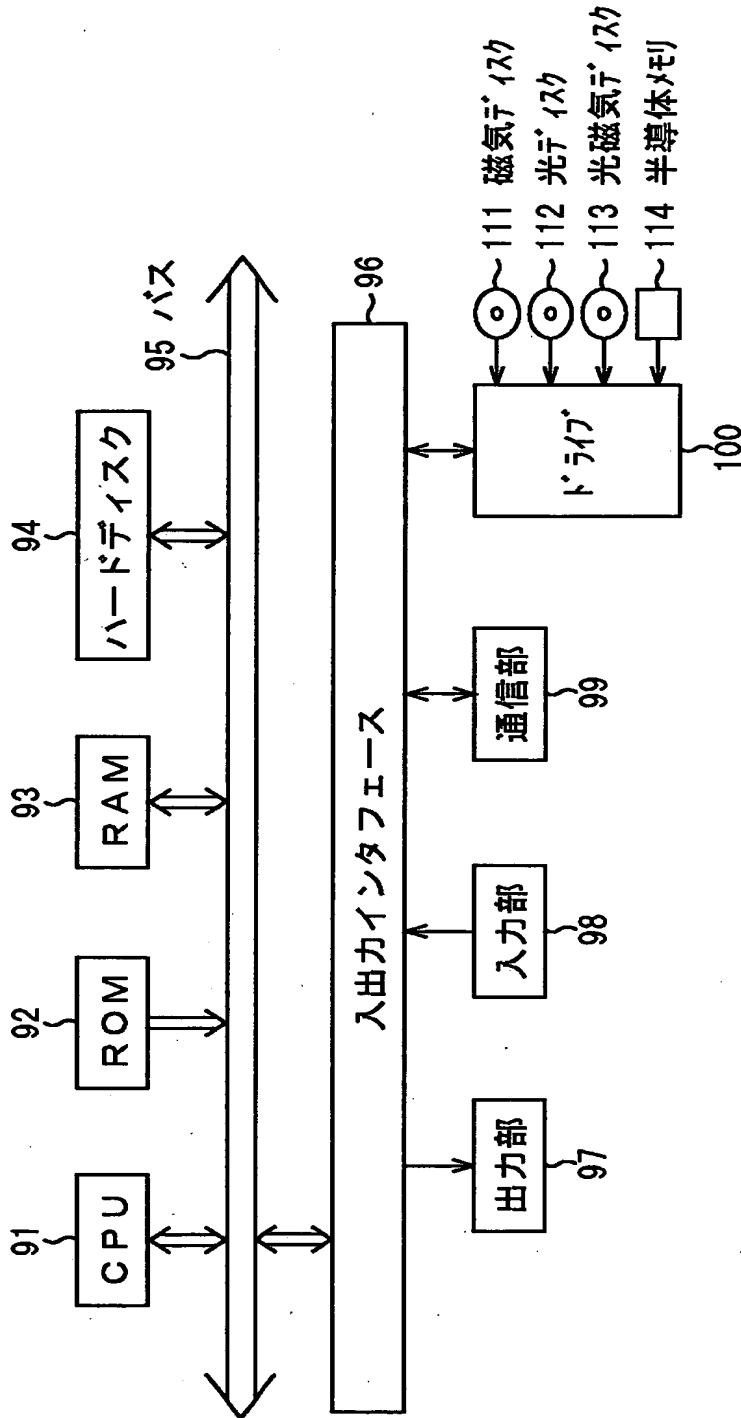 91
92
93
94
CPU
ROM
RAM
ハードディスク
95 バス
96
入出力インタフェース
出力部
入力部
通信部
ドライブ
97
98
99
100
111 磁気ディスク
112 光ディスク
113 光磁気ディスク
114 半導体メモリ